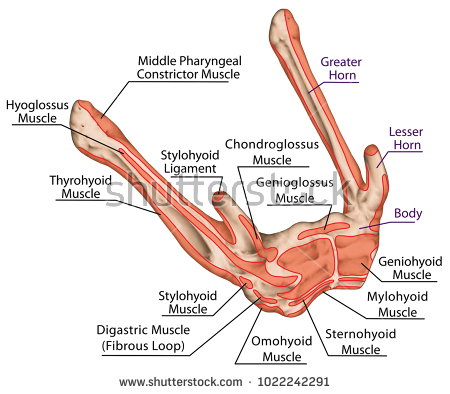 Middle Pharyngeal
Constrictor Muscle
Greater
Horn
Hyoglossus
Muscle
Lesser
Horn
Chondroglossus
Muscle
Stylohyoid
Ligament
Thyrohyoid
Muscle
Genioglossus
Muscle
shutterstock
Body
Geniohyoid
Muscle
Stylohyoid
Muscle
Mylohyoid
Muscle
Digastric Muscle
(Fibrous Loop)
Omohyoid
Muscle
Sternohyoid
Muscle
www.shutterstock.com · 1022242291